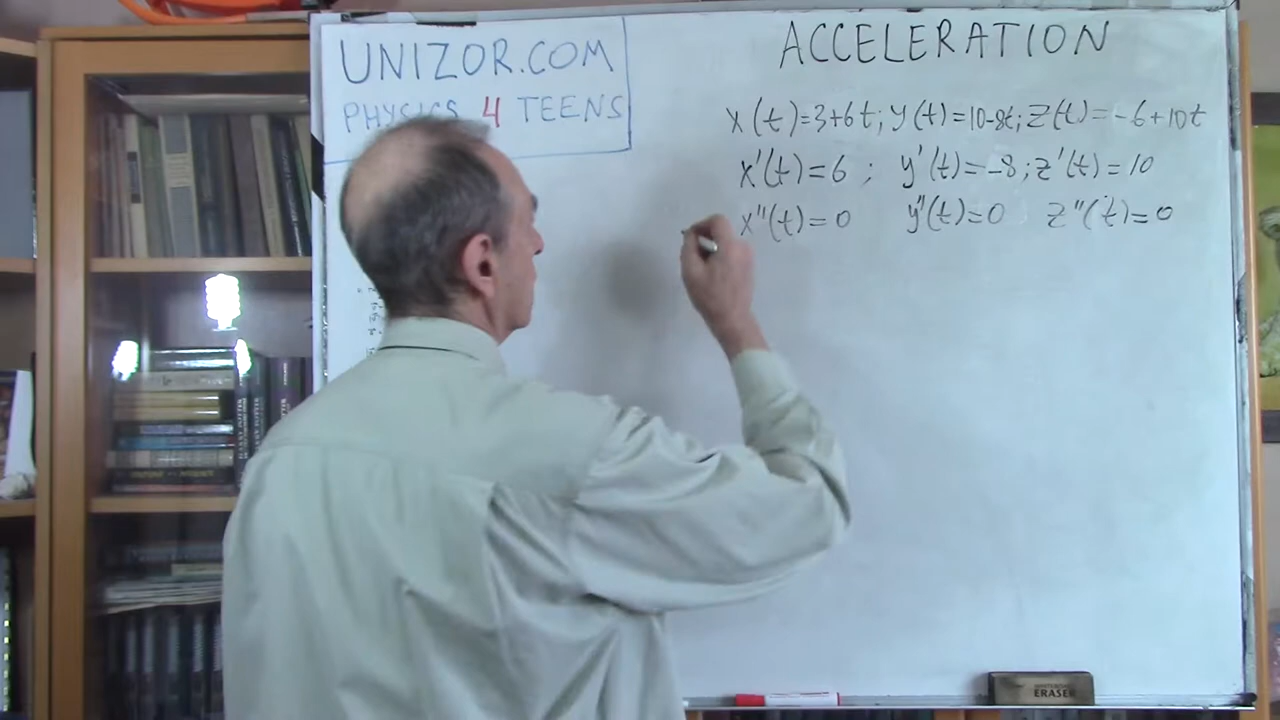 UNIZOR.COM
PHYSICS 4 TEENS
ACCELERATION
x(t)=3+6t; y(t)=10-8t; z(t)=-6+10t
x'(t)=6 ; y'(t)=-8; z'(t)=10
x"(t)=0 y"(t)=0 z"(t)=0
ERASER